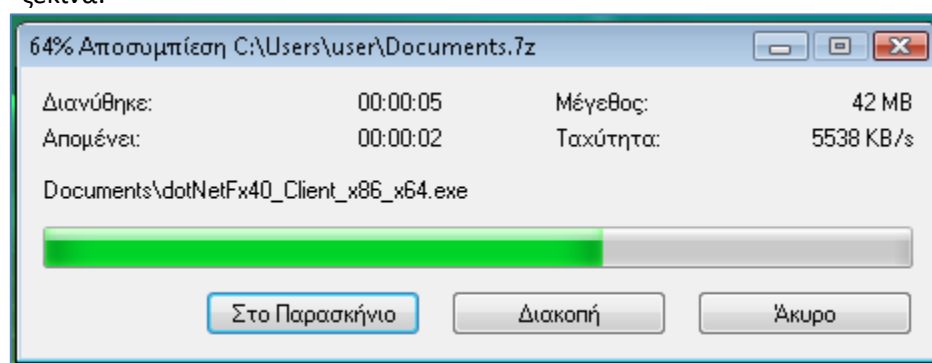 ξεκινά.
64% Αποσυμπίεση C:\Users\user\Documents.7z
Διανύθηκε: 00:00:05 Μέγεθος: 42 MB
Απομένει: 00:00:02 Ταχύτητα: 5538 KB/s
Documents\dotNetFx40_Client_x86_x64.exe
Στο Παρασκήνιο Διακοπή Άκυρο